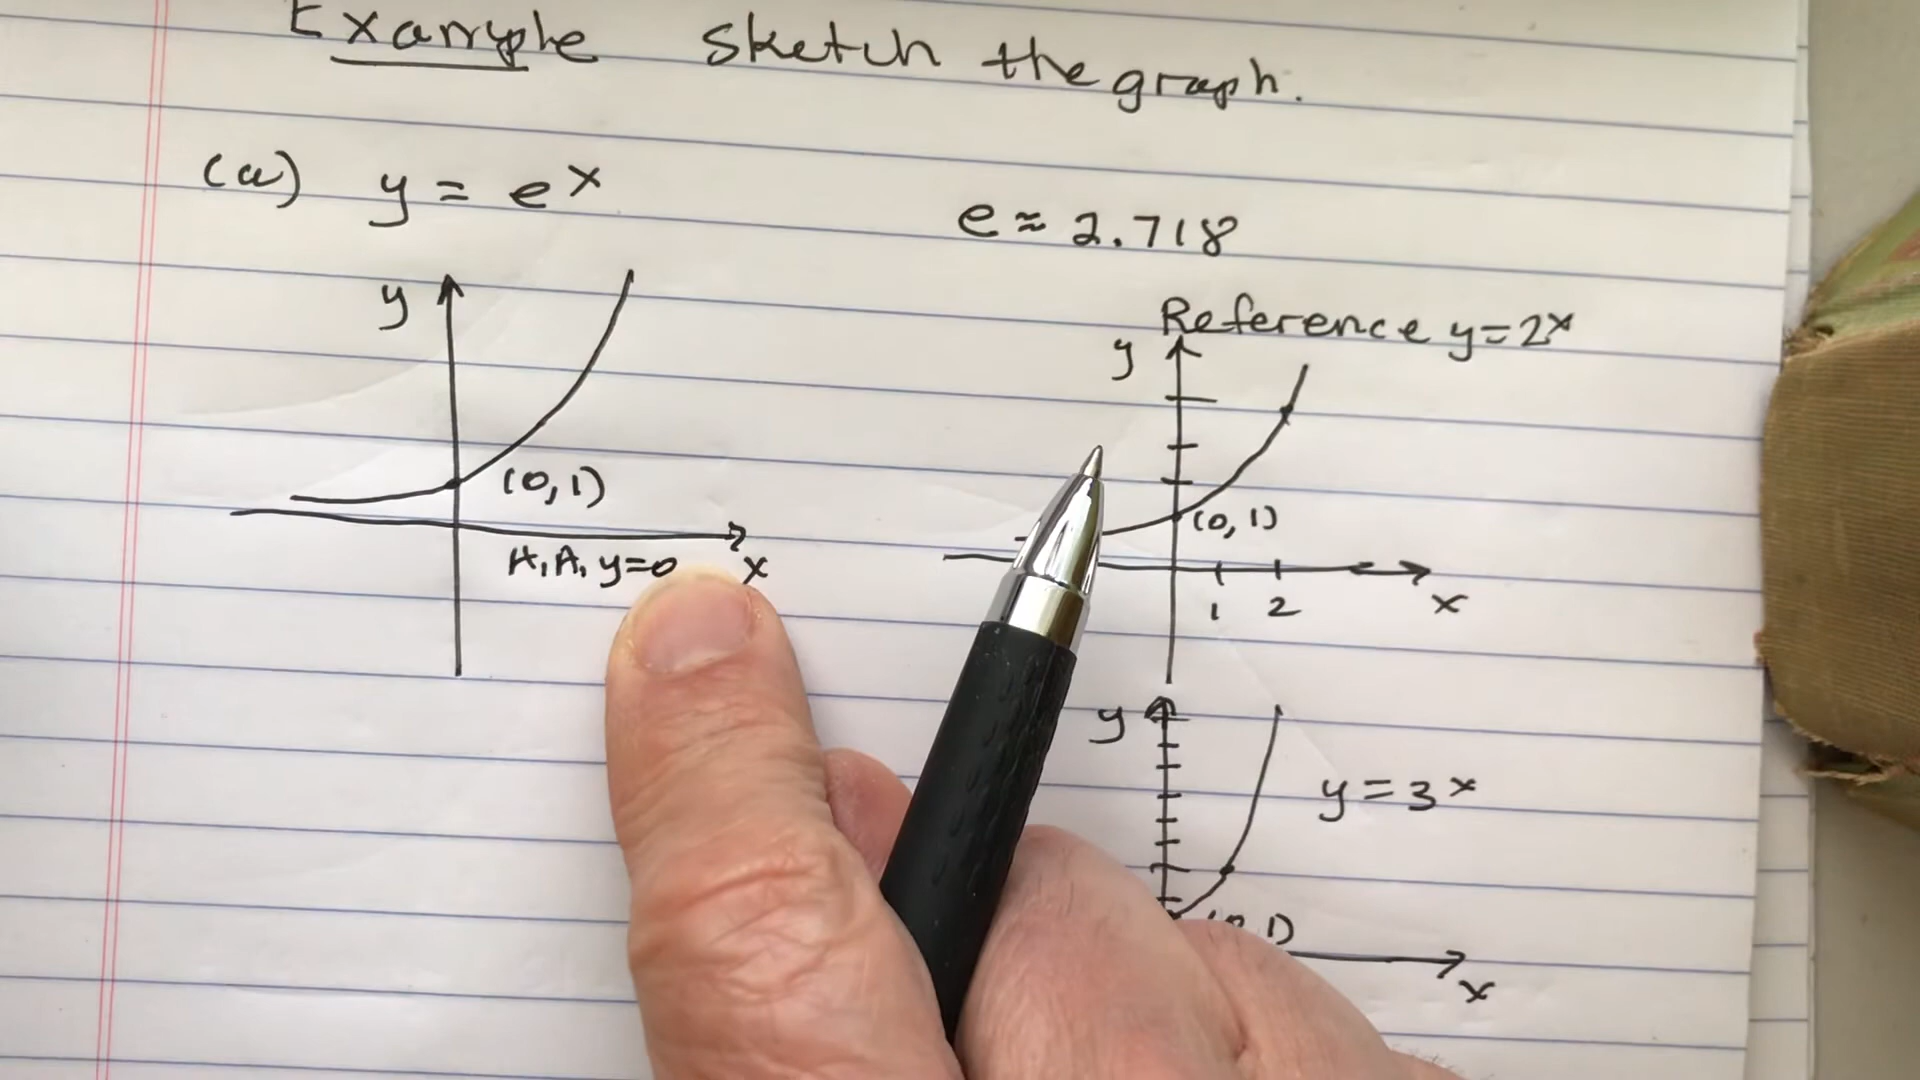 Example Sketch the graph.
(a) y = e^x
e ≈ 2.718
y
(0, 1)
H.A. y=0
x
Reference y=2^x
y
(0, 1)
1 2
x
y
y = 3^x
x